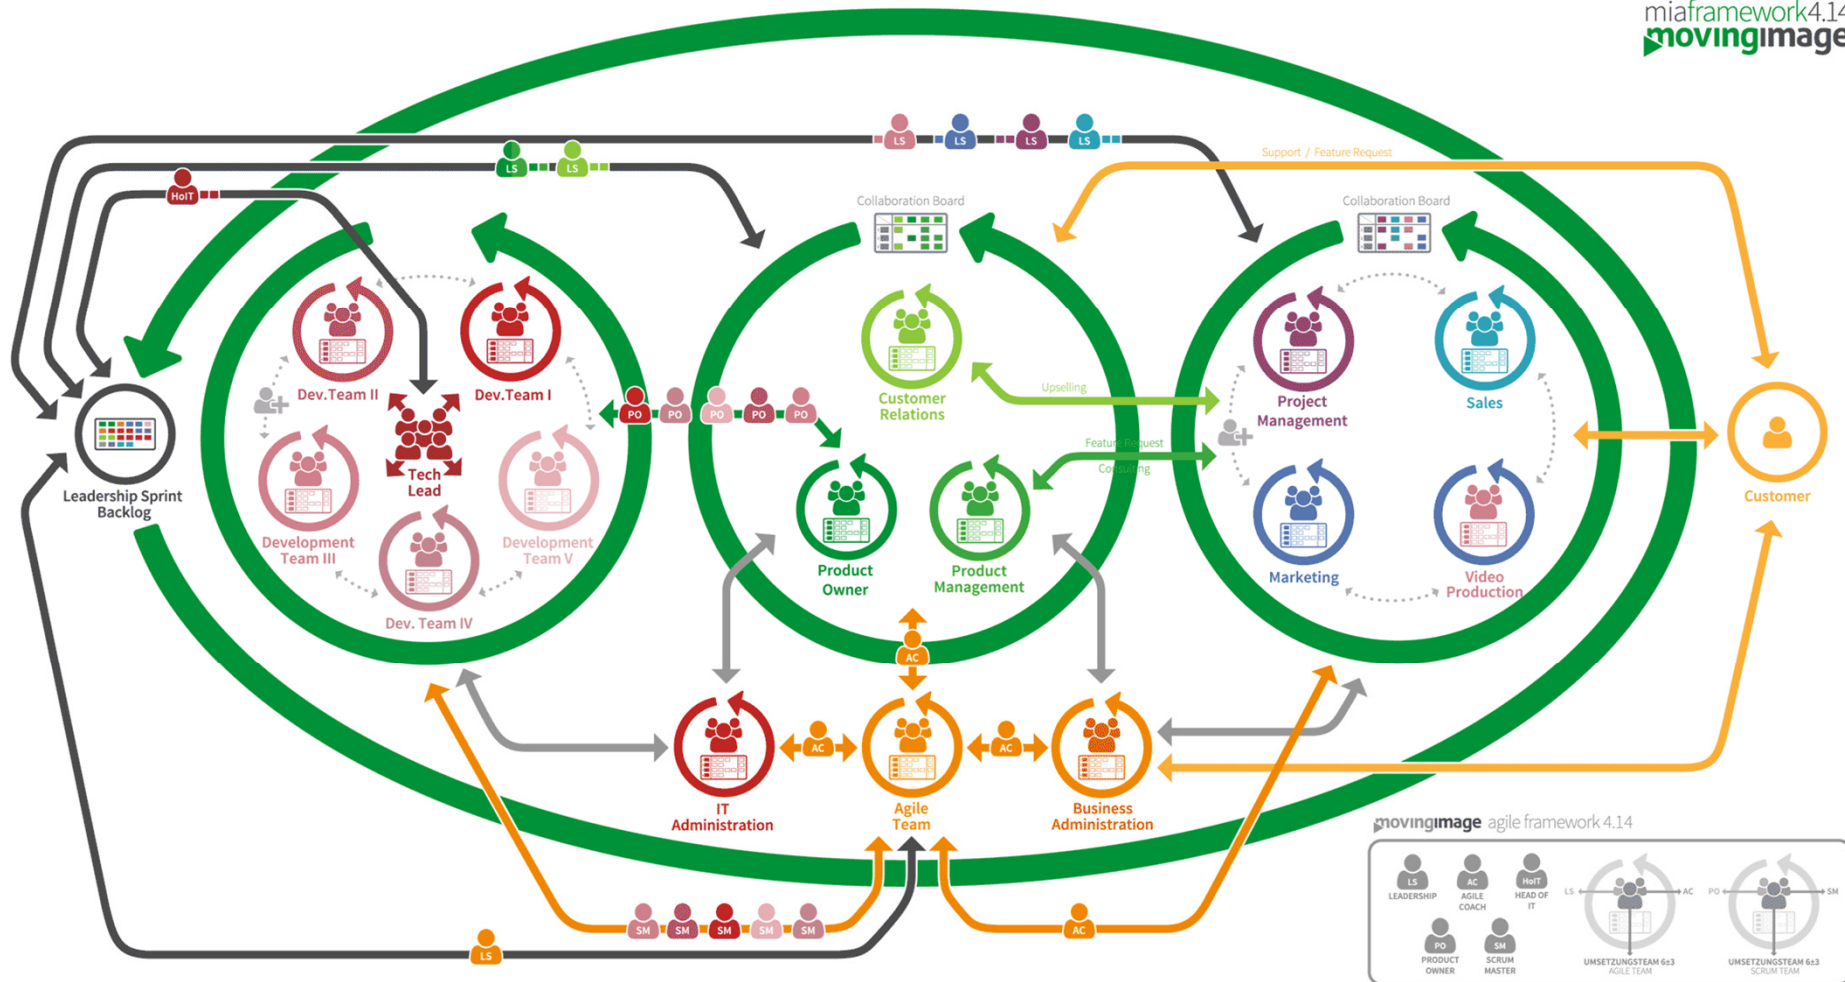 miaframework4.14
movingımage
LS
LS
LS
LS
LS
LS
HoIT
Support / Feature Request
Collaboration Board
Collaboration Board
Dev.Team II
Dev.Team I
Customer
Relations
Upselling
Project
Management
Sales
PO
PO
PO
PO
PO
Feature Request
Consulting
Tech
Lead
Leadership Sprint
Backlog
Customer
Development
Team III
Development
Team V
Dev. Team IV
Product
Owner
Product
Management
Marketing
Video
Production
AC
AC
AC
IT
Administration
Agile
Team
Business
Administration
SM
SM
SM
SM
SM
AC
LS
movingımage agile framework 4.14
LS
LEADERSHIP
AC
AGILE
COACH
HoIT
HEAD OF
IT
PO
PRODUCT
OWNER
SM
SCRUM
MASTER
LS
AC
UMSETZUNGSTEAM 6±3
AGILE TEAM
PO
SM
UMSETZUNGSTEAM 6±3
SCRUM TEAM